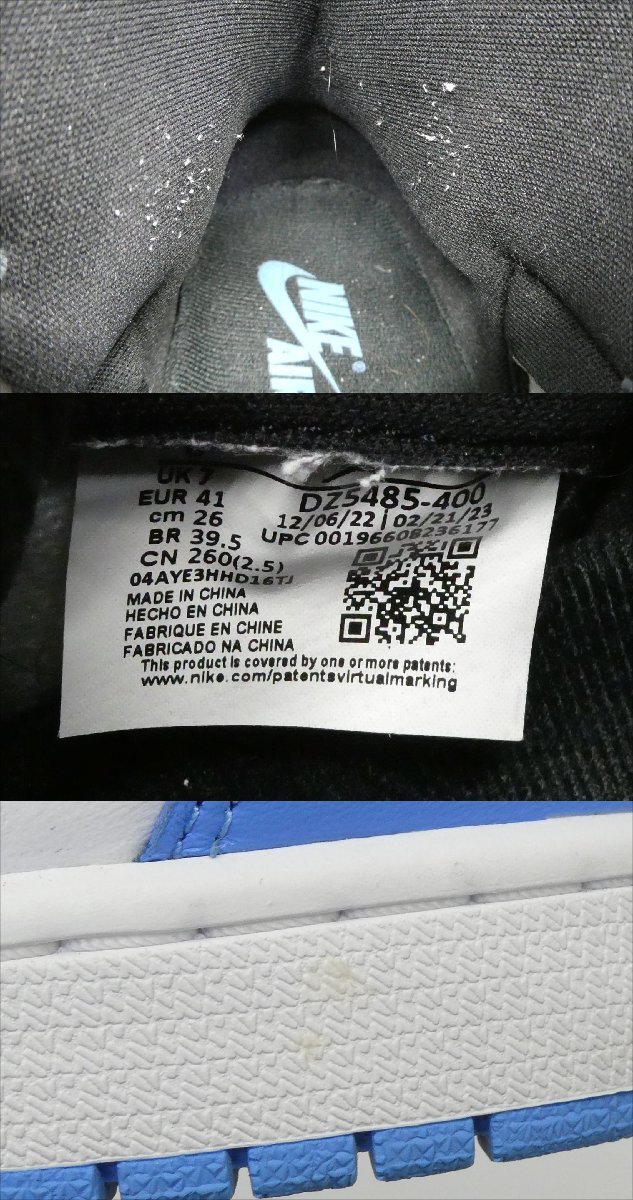 NIKE
AIR
UK 7
EUR 41
cm 26
BR 39.5
CN 260(2.5)
04AYE3HHD16TJ
DZ5485-400
12/06/22 | 02/21/23
UPC 00196608236177
MADE IN CHINA
HECHO EN CHINA
FABRIQUE EN CHINE
FABRICADO NA CHINA
This product is covered by one or more patents:
www.nike.com/patentsvirtualmarking